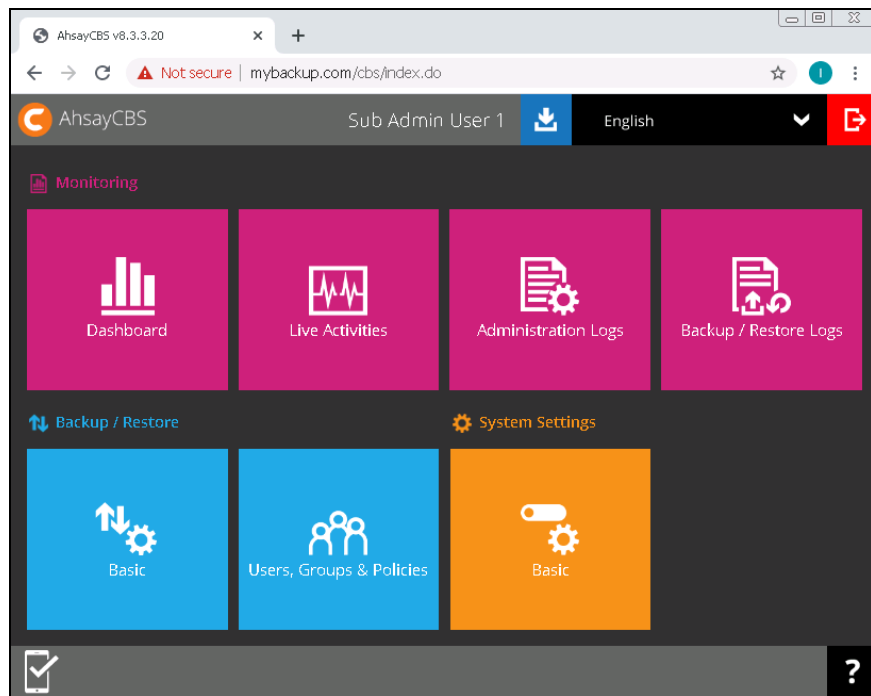 AhsayCBS v8.3.3.20
Not secure | mybackup.com/cbs/index.do
I
AhsayCBS Sub Admin User 1 English
Monitoring
Dashboard Live Activities Administration Logs Backup / Restore Logs
Backup / Restore System Settings
Basic Users, Groups & Policies Basic
?